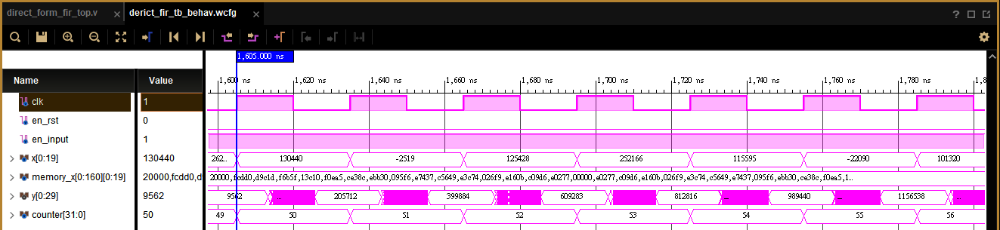 direct_form_fir_top.v × derict_fir_tb_behav.wcfg × ?
1,605.000 ns
Name Value 1,600 ns 1,620 ns 1,640 ns 1,660 ns 1,680 ns 1,700 ns 1,720 ns 1,740 ns 1,760 ns 1,780 ns 1,8
clk 1
en_rst 0
en_input 1
x[0:19] 130440 262... 130440 -2519 125428 252166 115595 -22090 101320
memory_x[0:160][0:19] 20000,fcdd0,d 20000,fcdd0,d9c1d,f6b5f,13c10,f0ea5,ce38c,ebb30,095f6,e7437,c5649,e3c74,026f9,e160b,c09d6,e0277,00000,e0277,c09d6,e160b,026f9,e3c74,c5649,e7437,095f6,ebb30,ce38c,f0ea5,1...
y[0:29] 9562 9562 ... 205712 399884 ... 609283 ... 812816 ... 989440 ... 1156538 ...
counter[31:0] 50 49 50 51 52 53 54 55 56